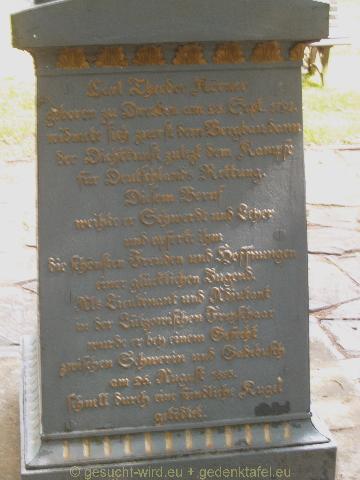 Carl Theodor Körner
geboren zu Dresden am 23 Sept. 1791
widmete sich zuerst dem Bergbau, dann
der Dichtkunst zuletzt dem Kampfe
für Deutschlands Rettung.
Diesem Beruf
weihte er Schwerdt und Leyer
und opferte ihm
die schönsten Freuden und Hoffnungen
einer glücklichen Jugend.
Als Lieutenant und Adjutant
in der Lützowschen Freyschaar
wurde er bey einem Gefecht
zwischen Schwerin und Gadebusch
am 26. August 1813.
schnell durch eine feindliche Kugel
getödtet.
© gesucht-wird.eu + gedenktafel.eu